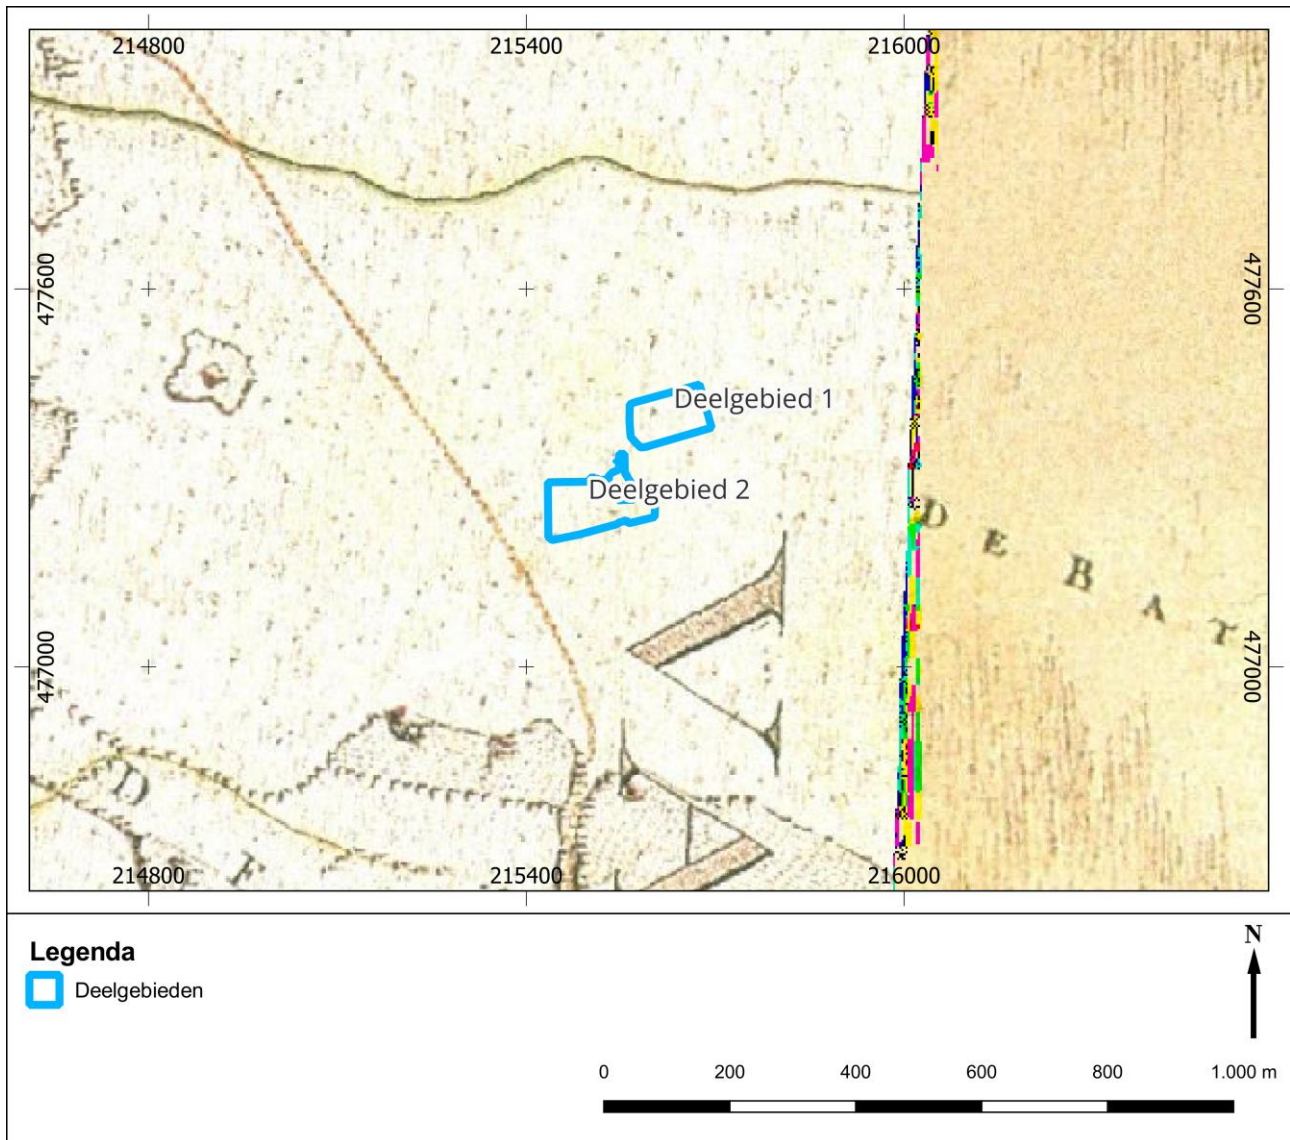 214800 215400 216000
477600 477600
Deelgebied 1
Deelgebied 2
D E B A T
477000 477000
V
D E F
A
214800 215400 216000
Legenda
Deelgebieden
N
0 200 400 600 800 1.000 m